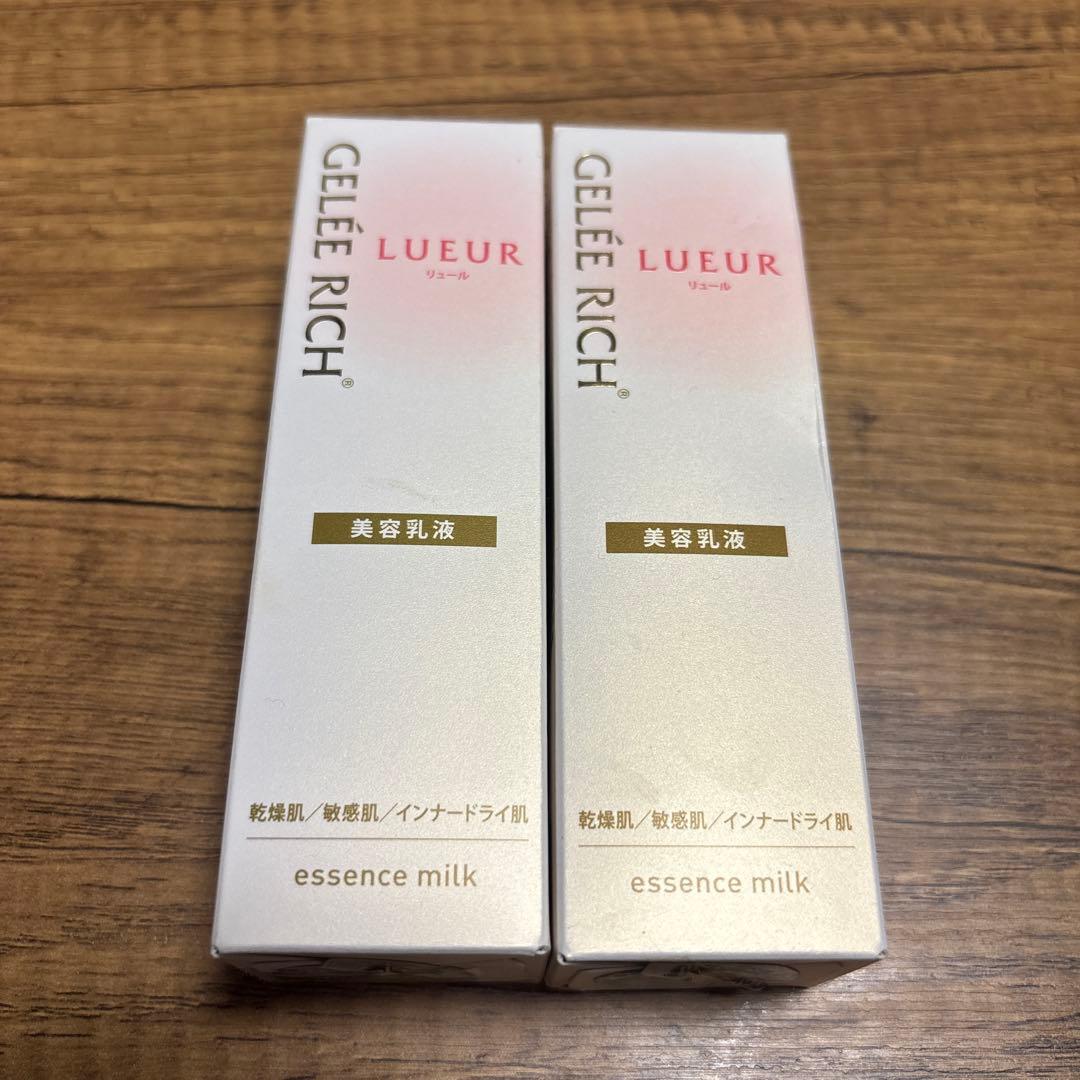 GELÉE RICH®
LUEUR
リュール
美容乳液
乾燥肌／敏感肌／インナードライ肌
essence milk
GELÉE RICH®
LUEUR
リュール
美容乳液
乾燥肌／敏感肌／インナードライ肌
essence milk